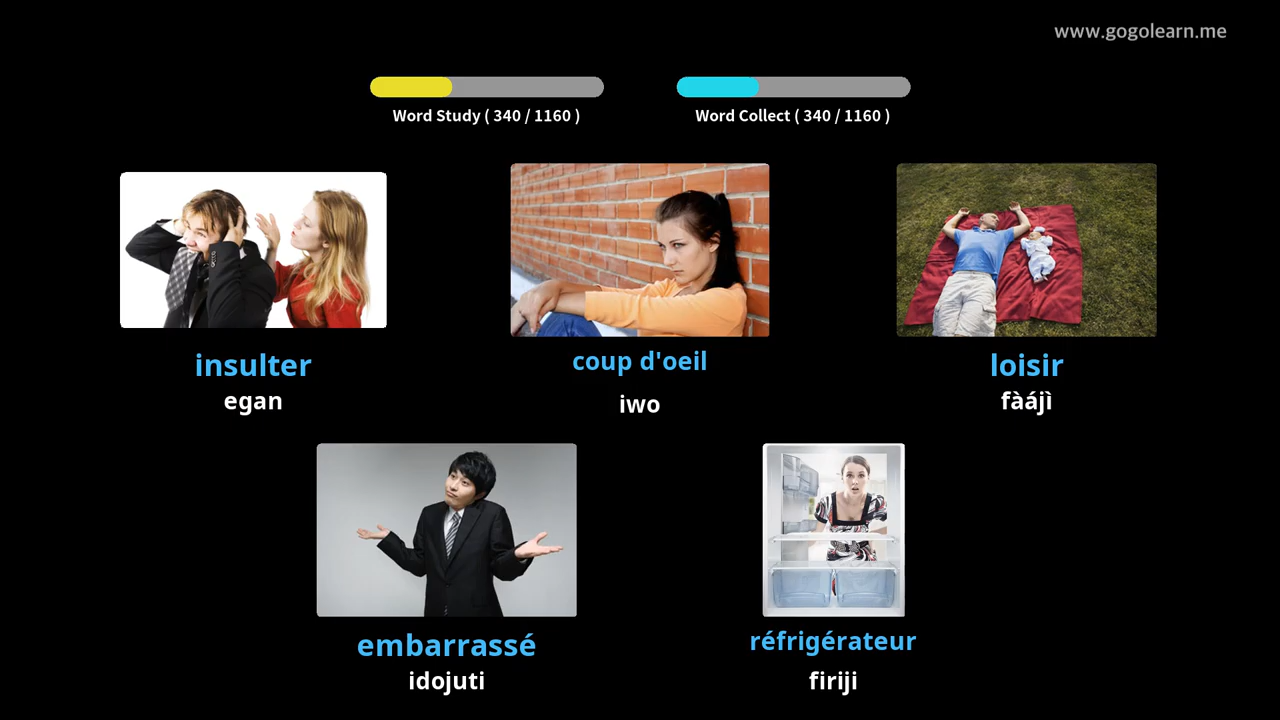 www.gogolearn.me
Word Study ( 340 / 1160 )
Word Collect ( 340 / 1160 )
insulter
egan
coup d'oeil
iwo
loisir
fàájì
embarrassé
idojuti
réfrigérateur
firiji